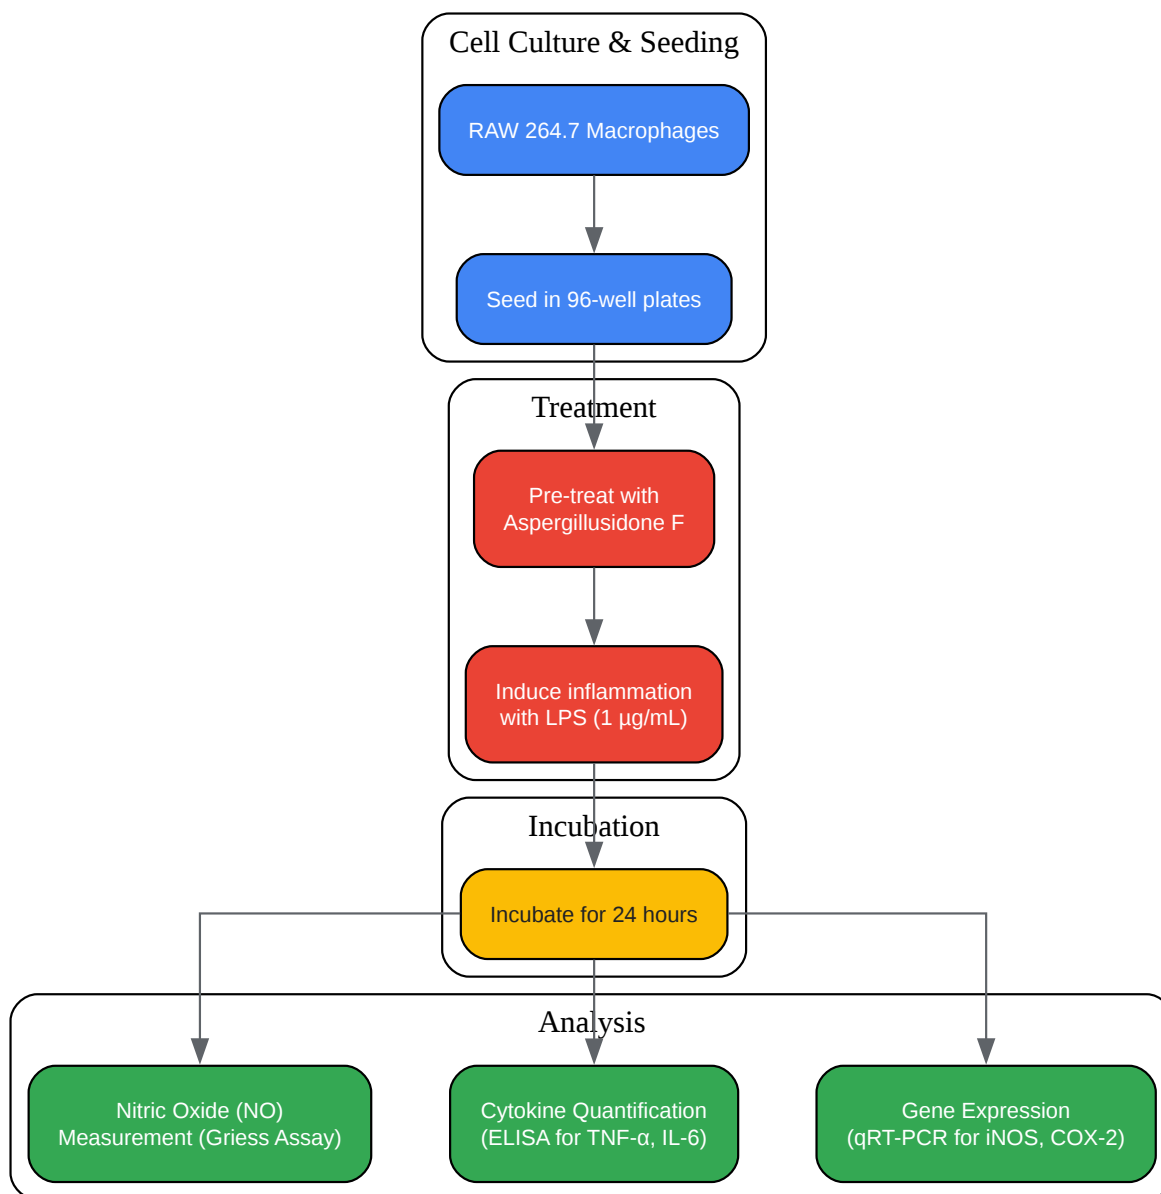 Cell Culture & Seeding
RAW 264.7 Macrophages
Seed in 96-well plates
Treatment
Pre-treat with
Aspergillusidone F
Induce inflammation
with LPS (1 µg/mL)
Incubation
Incubate for 24 hours
Analysis
Nitric Oxide (NO)
Measurement (Griess Assay)
Cytokine Quantification
(ELISA for TNF-α, IL-6)
Gene Expression
(qRT-PCR for iNOS, COX-2)